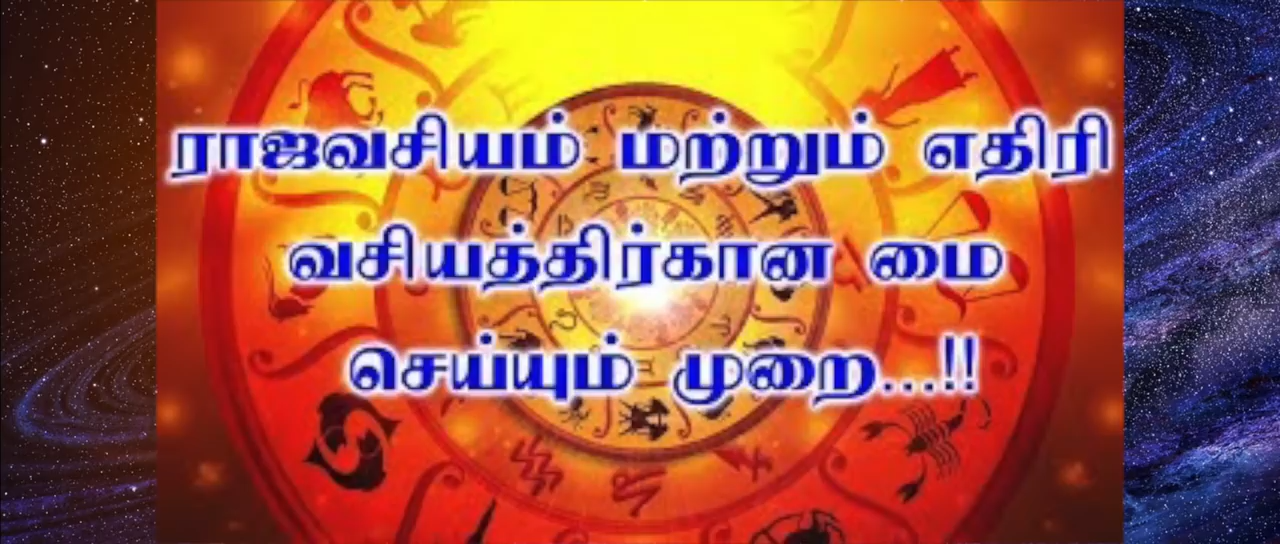 ராஜவசியம் மற்றும் எதிரி
வசியத்திர்கான மை
செய்யும் முறை...!!